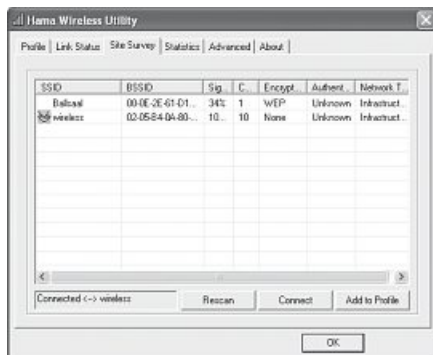 Hama Wireless Utility
Profile Link Status Site Survey Statistics Advanced About
SSID BSSID Sig... C... Encrypt... Authent... Network T...
Ballsaal 00-0E-2E-61-D1... 34% 1 WEP Unknown Infrastruct...
wireless 02-05-84-0A-80-... 10... 10 None Unknown Infrastruct...
Connected <-> wireless Rescan Connect Add to Profile
OK